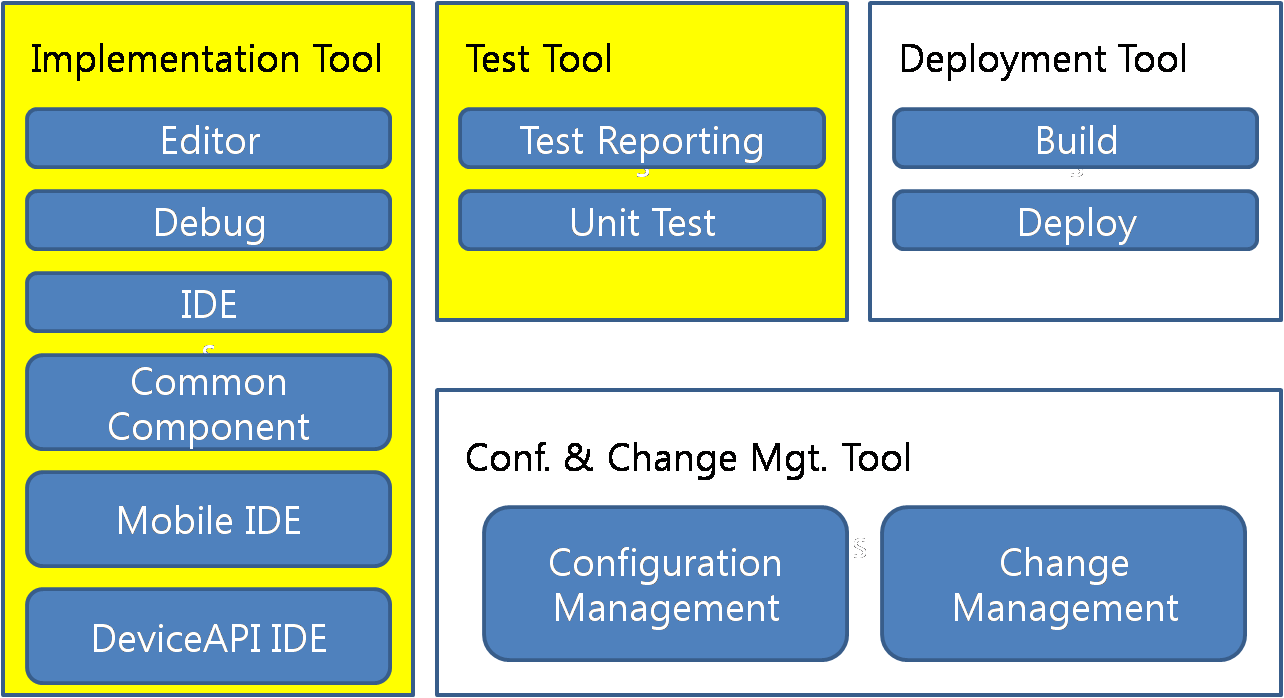 Implementation Tool
Editor
Debug
IDE
Common
Component
Mobile IDE
DeviceAPI IDE
Test Tool
Test Reporting
Unit Test
Deployment Tool
Build
Deploy
Conf. & Change Mgt. Tool
Configuration
Management
Change
Management